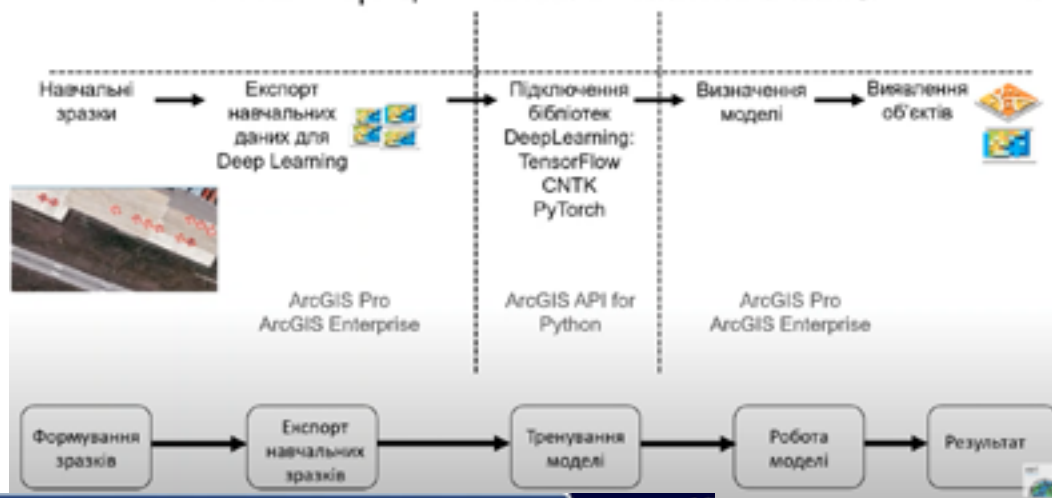 Навчальні
зразки
Експорт
навчальних
даних для
Deep Learning
Підключення
бібліотек
DeepLearning:
TensorFlow
CNTK
PyTorch
Визначення
моделі
Виявлення
об'єктів
ArcGIS Pro
ArcGIS Enterprise
ArcGIS API for
Python
ArcGIS Pro
ArcGIS Enterprise
Формування
зразків
Експорт
навчальних
зразків
Тренування
моделі
Робота
моделі
Результат